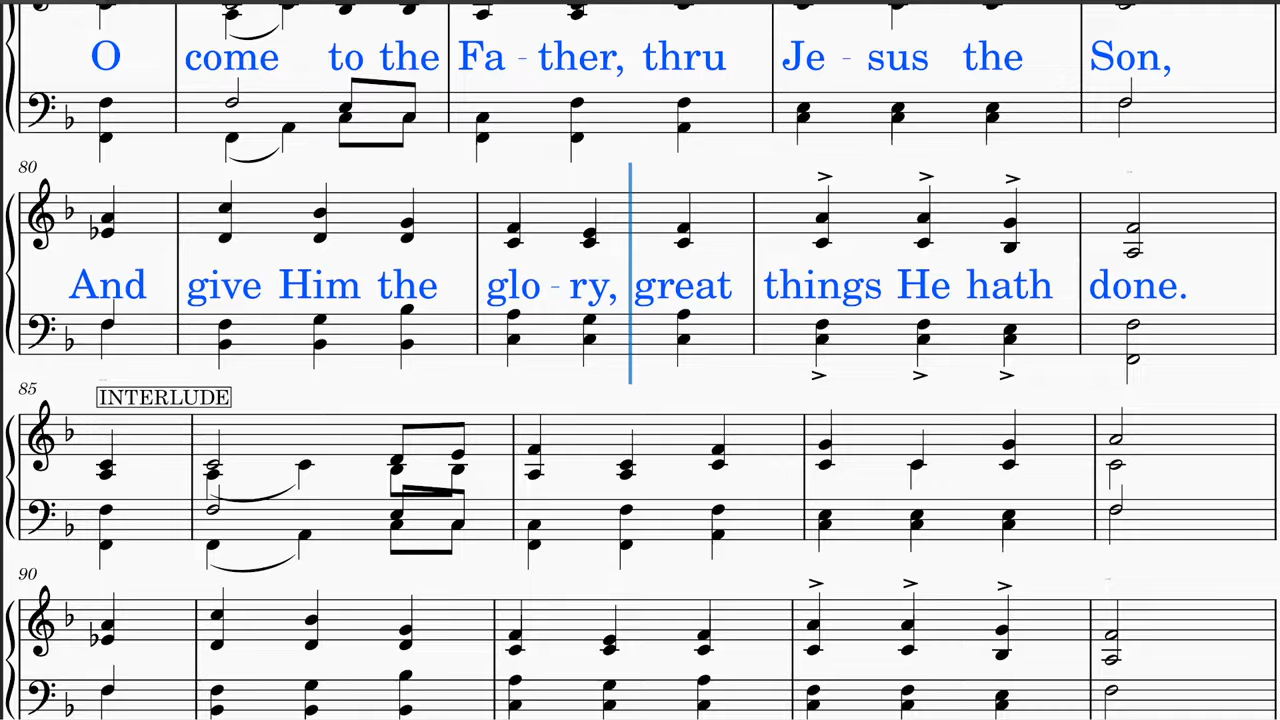 O come to the Fa - ther, thru Je - sus the Son,
80
And give Him the glo - ry, great things He hath done.
85
INTERLUDE
90